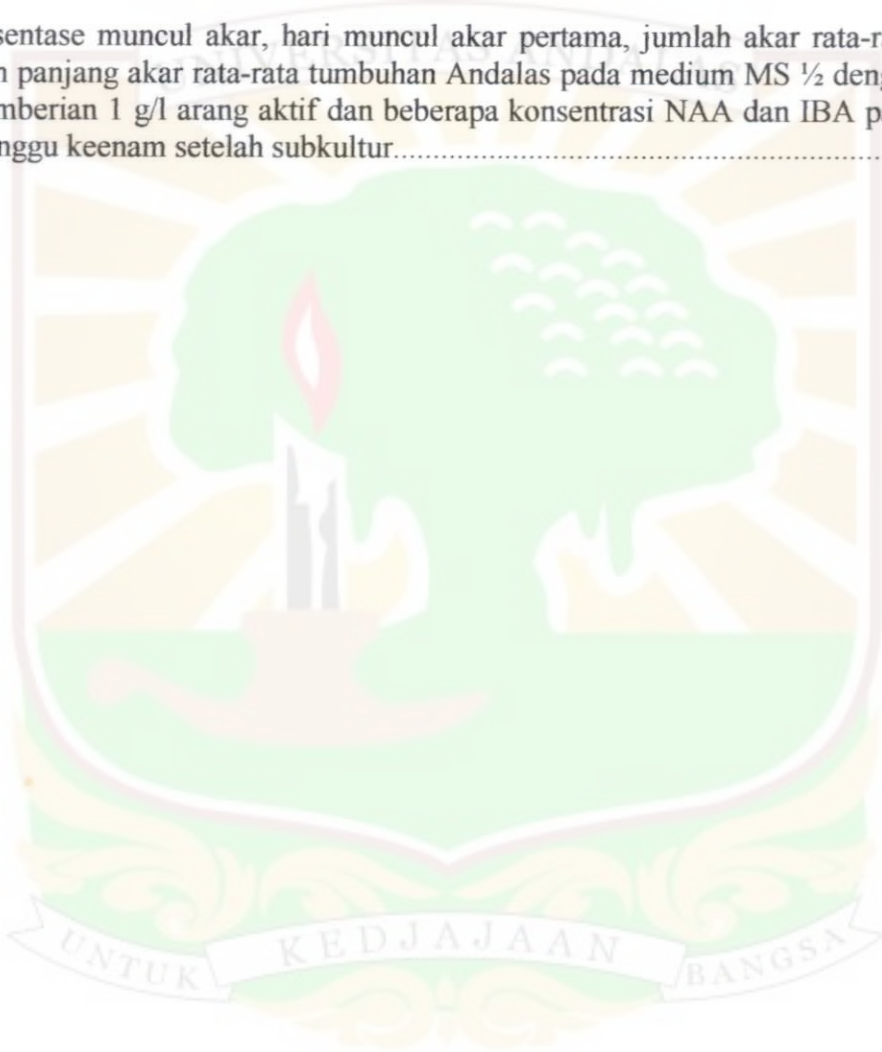 sentase muncul akar, hari muncul akar pertama, jumlah akar rata-r
n panjang akar rata-rata tumbuhan Andalas pada medium MS ½ den
mberian 1 g/l arang aktif dan beberapa konsentrasi NAA dan IBA p
nggu keenam setelah subkultur.....................................................................
UNIVERSITAS ANDALAS
UNTUK KEDJAJAAN BANGSA